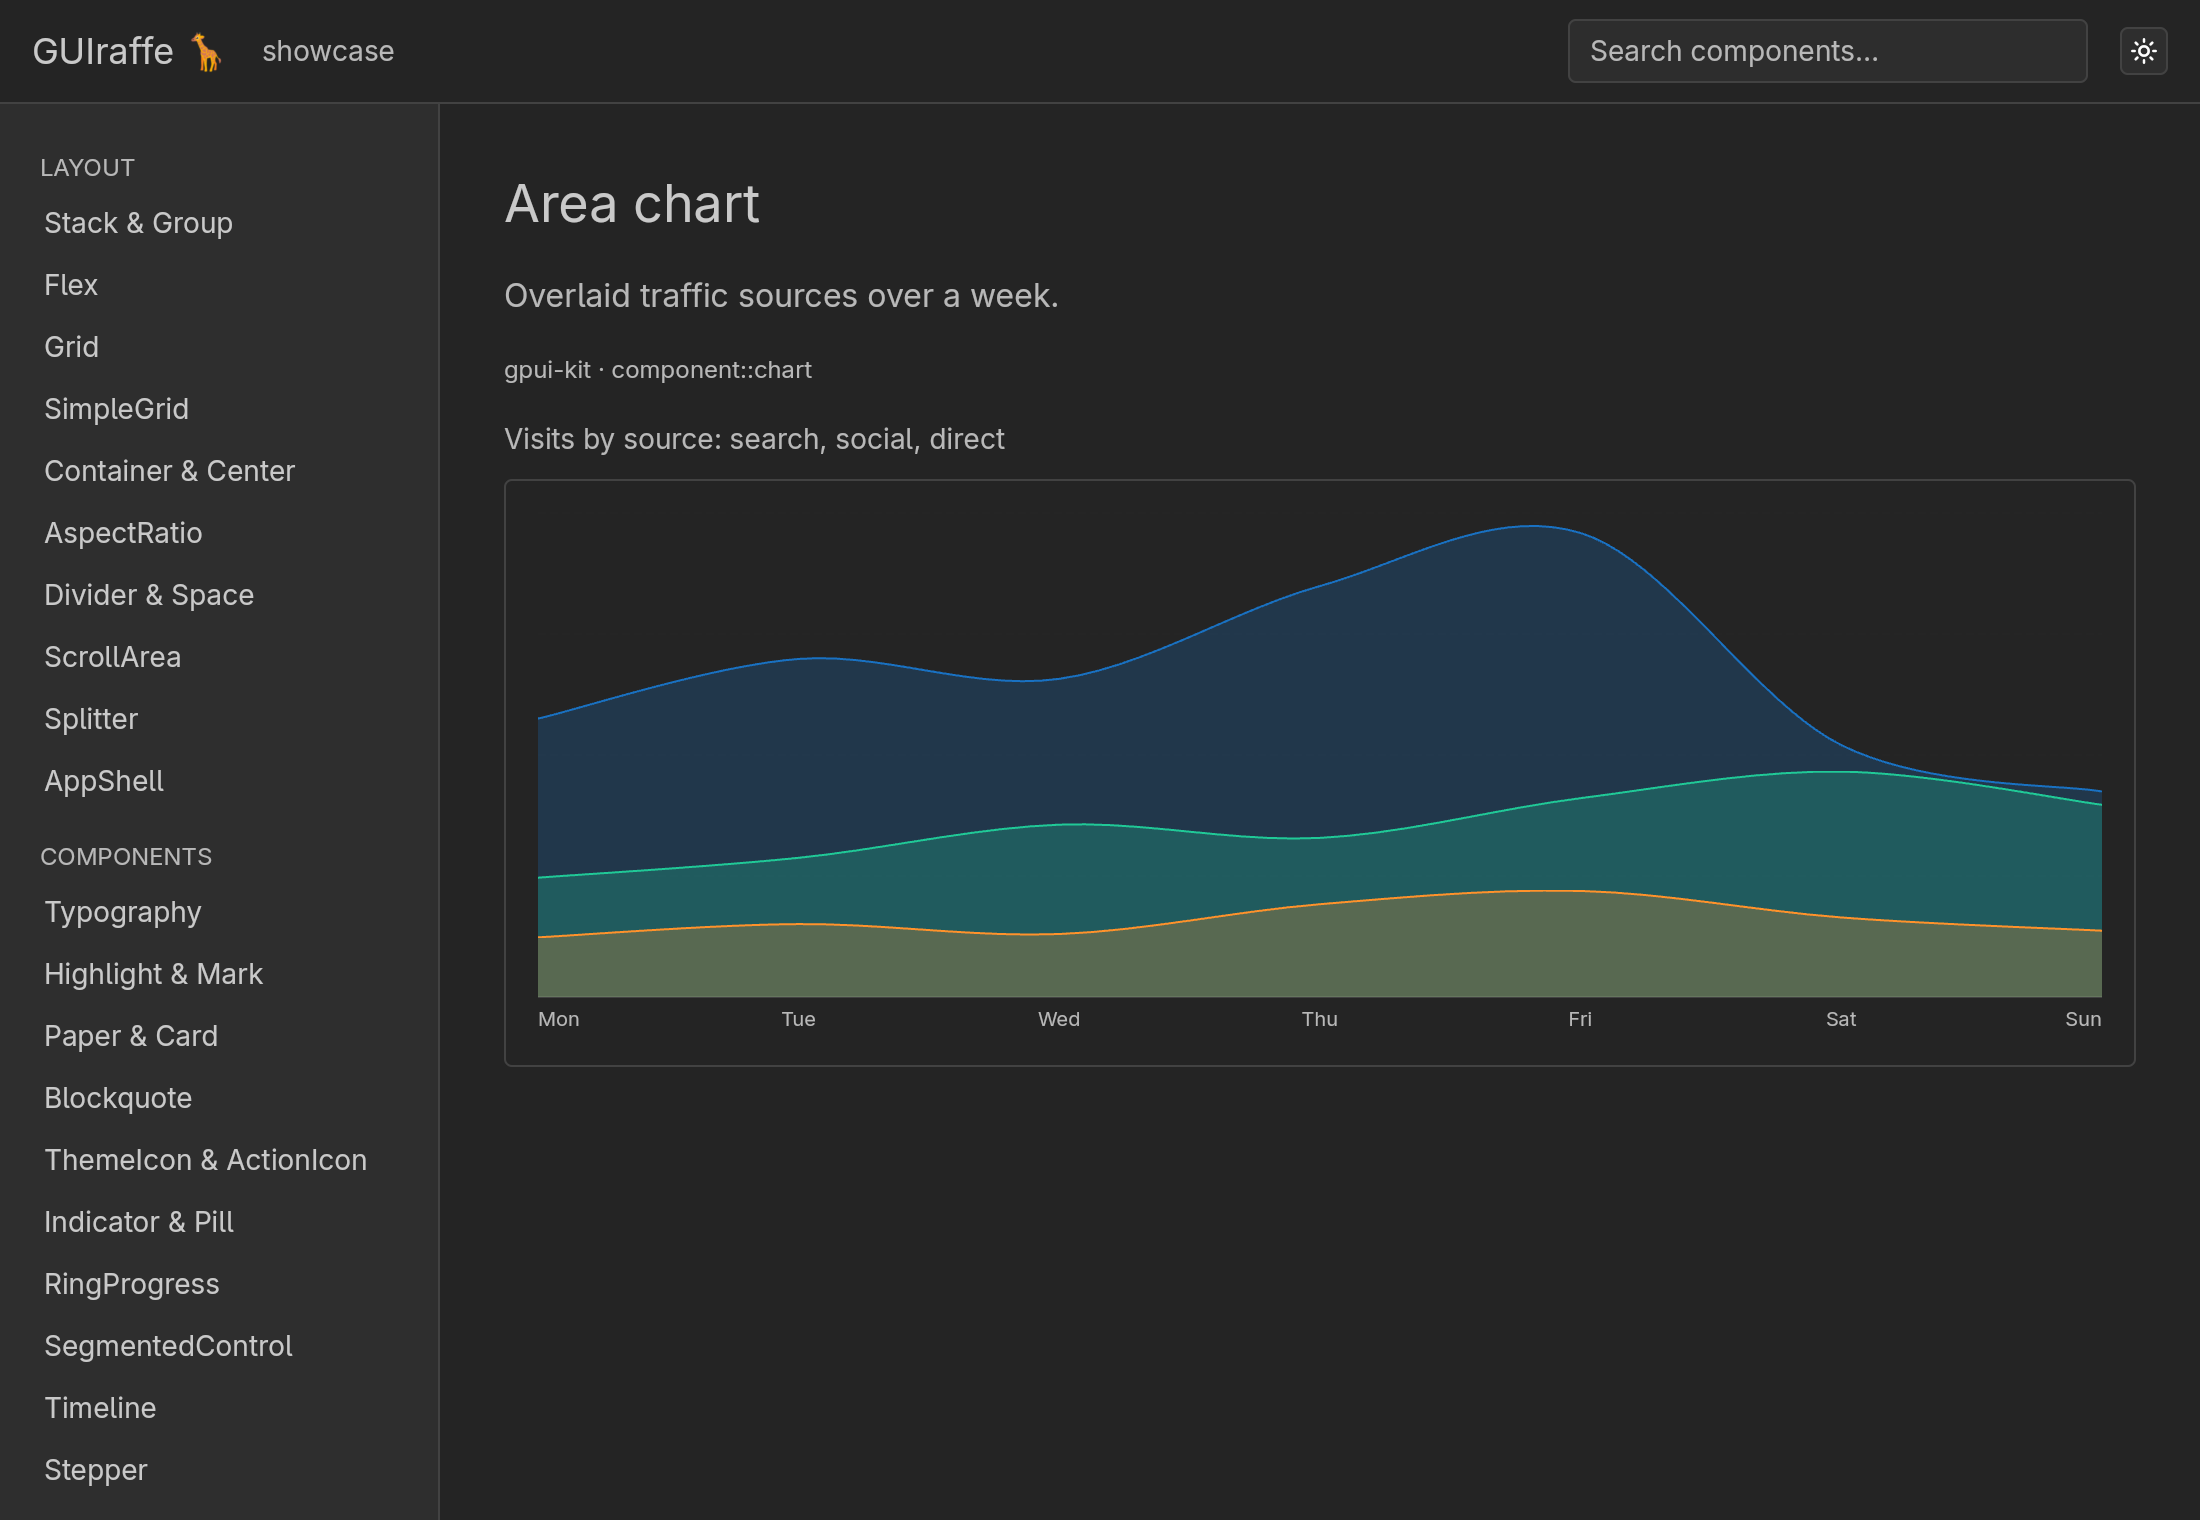 GUIraffe 🦒 showcase
Search components...
LAYOUT
Stack & Group
Flex
Grid
SimpleGrid
Container & Center
AspectRatio
Divider & Space
ScrollArea
Splitter
AppShell
COMPONENTS
Typography
Highlight & Mark
Paper & Card
Blockquote
ThemeIcon & ActionIcon
Indicator & Pill
RingProgress
SegmentedControl
Timeline
Stepper
Area chart
Overlaid traffic sources over a week.
gpui-kit · component::chart
Visits by source: search, social, direct
Mon Tue Wed Thu Fri Sat Sun